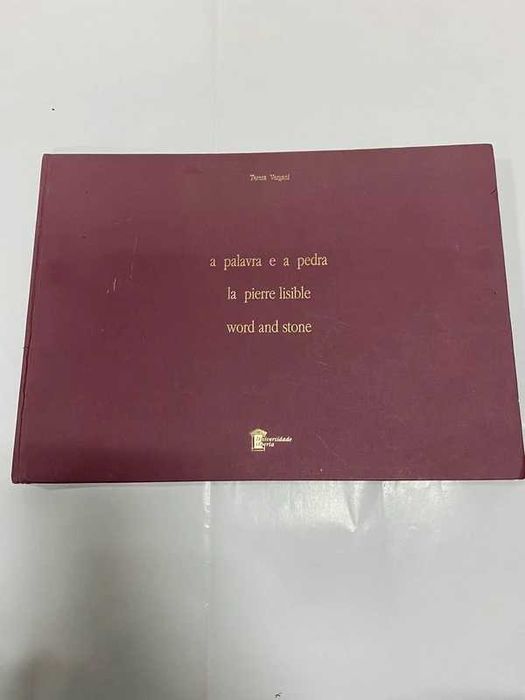 Teresa Vergani
a palavra e a pedra
la pierre lisible
word and stone
Universidade
Aberta